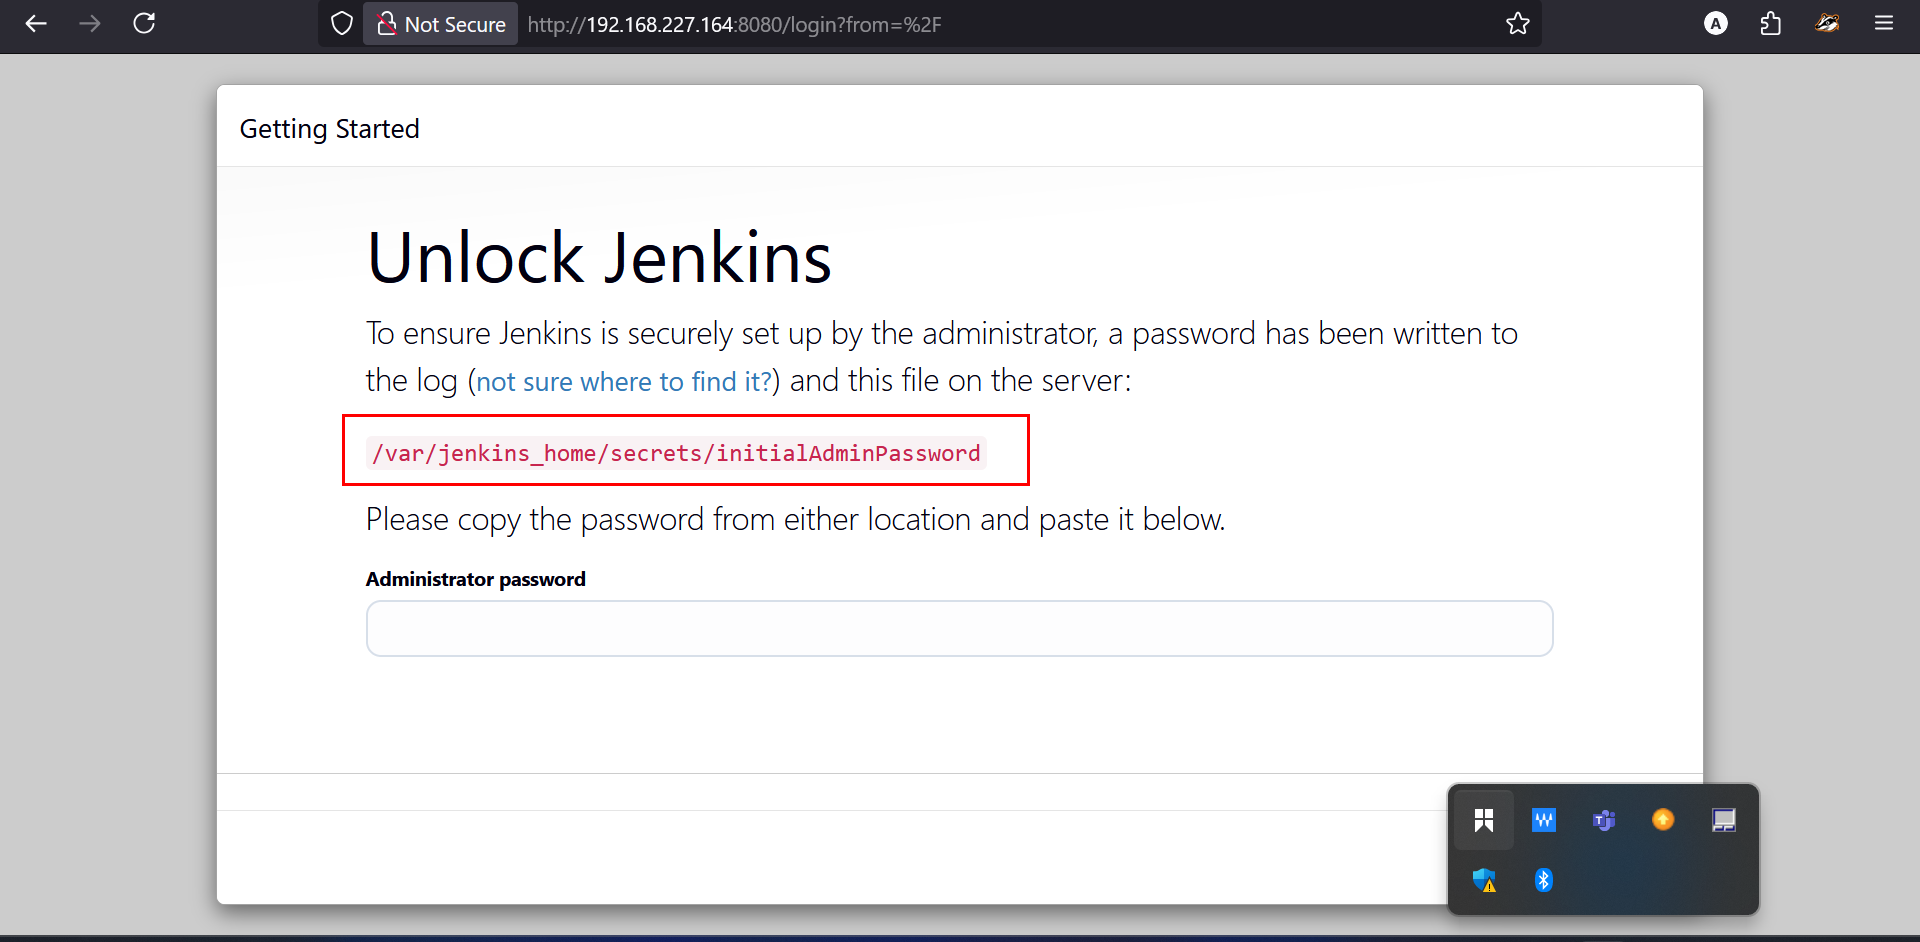 Not Secure
http://192.168.227.164:8080/login?from=%2F
A
Getting Started
Unlock Jenkins
To ensure Jenkins is securely set up by the administrator, a password has been written to
the log (not sure where to find it?) and this file on the server:
/var/jenkins_home/secrets/initialAdminPassword
Please copy the password from either location and paste it below.
Administrator password
W
T